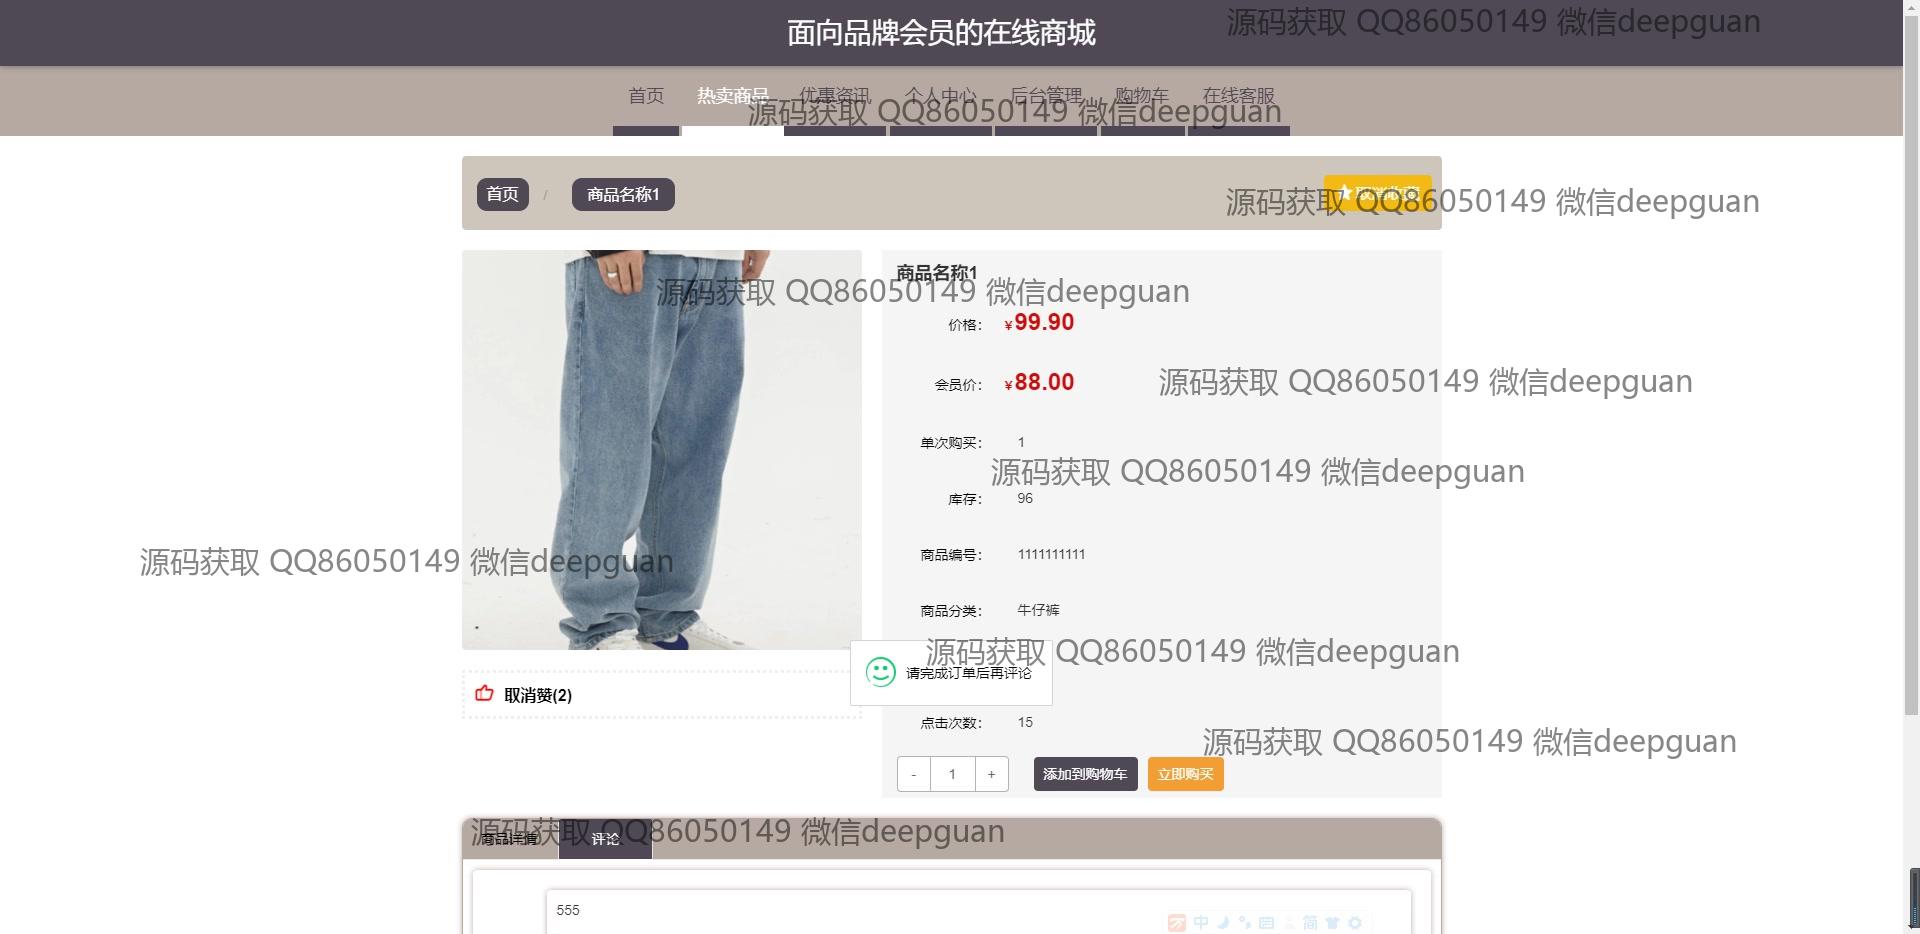 面向品牌会员的在线商城
源码获取 QQ86050149 微信deepguan
首页 热卖商品 优惠资讯 个人中心 后台管理 购物车 在线客服
源码获取 QQ86050149 微信deepguan
首页 / 商品名称1 取消收藏
源码获取 QQ86050149 微信deepguan
商品名称1
源码获取 QQ86050149 微信deepguan
价格： ¥99.90
会员价： ¥88.00
源码获取 QQ86050149 微信deepguan
单次购买： 1
源码获取 QQ86050149 微信deepguan
库存： 96
商品编号： 1111111111
源码获取 QQ86050149 微信deepguan
商品分类： 牛仔裤
源码获取 QQ86050149 微信deepguan
请完成订单后再评论
取消赞(2)
点击次数： 15
源码获取 QQ86050149 微信deepguan
- 1 + 添加到购物车 立即购买
源码获取 QQ86050149 微信deepguan
商品详情 评论
555
中 简